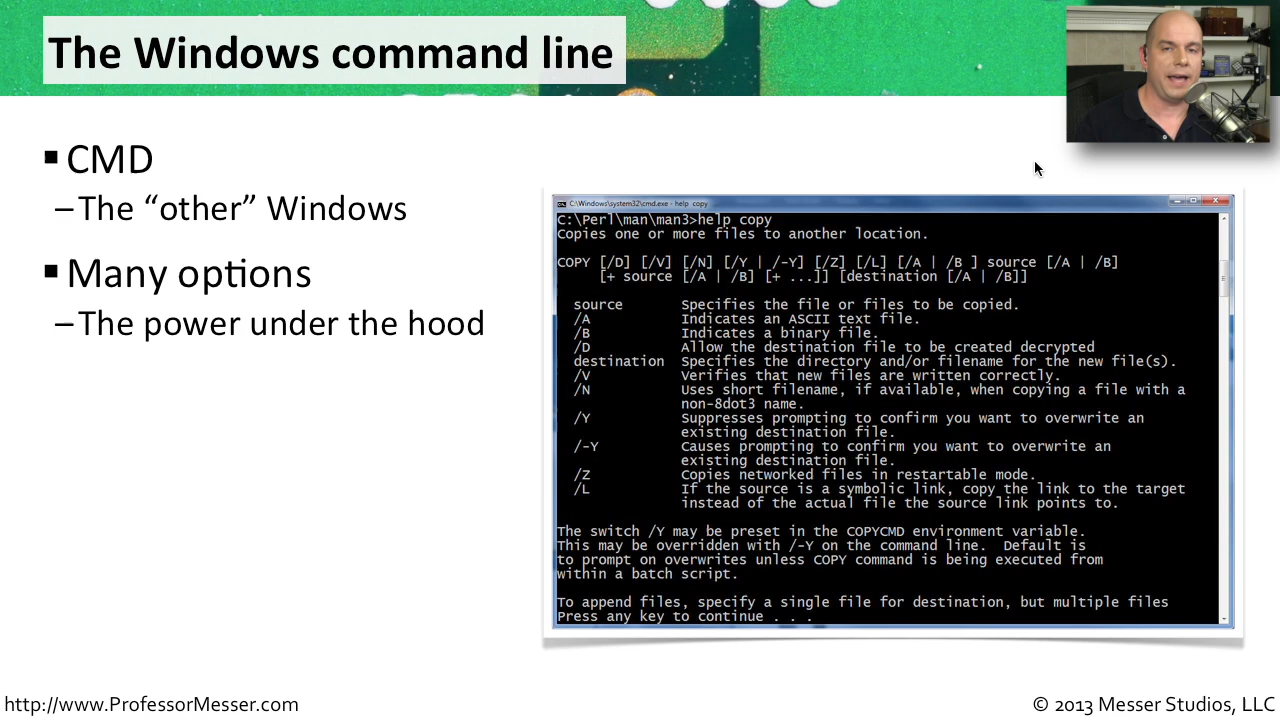 The Windows command line
▪ CMD
–The “other” Windows
▪ Many options
–The power under the hood
C:\Windows\system32\cmd.exe - help copy
C:\Perl\man\man3>help copy
Copies one or more files to another location.
COPY [/D] [/V] [/N] [/Y | /-Y] [/Z] [/L] [/A | /B ] source [/A | /B]
[+ source [/A | /B] [+ ...]] [destination [/A | /B]]
source Specifies the file or files to be copied.
/A Indicates an ASCII text file.
/B Indicates a binary file.
/D Allow the destination file to be created decrypted
destination Specifies the directory and/or filename for the new file(s).
/V Verifies that new files are written correctly.
/N Uses short filename, if available, when copying a file with a
non-8dot3 name.
/Y Suppresses prompting to confirm you want to overwrite an
existing destination file.
/-Y Causes prompting to confirm you want to overwrite an
existing destination file.
/Z Copies networked files in restartable mode.
/L If the source is a symbolic link, copy the link to the target
instead of the actual file the source link points to.
The switch /Y may be preset in the COPYCMD environment variable.
This may be overridden with /-Y on the command line. Default is
to prompt on overwrites unless COPY command is being executed from
within a batch script.
To append files, specify a single file for destination, but multiple files
Press any key to continue . . .
http://www.ProfessorMesser.com
© 2013 Messer Studios, LLC